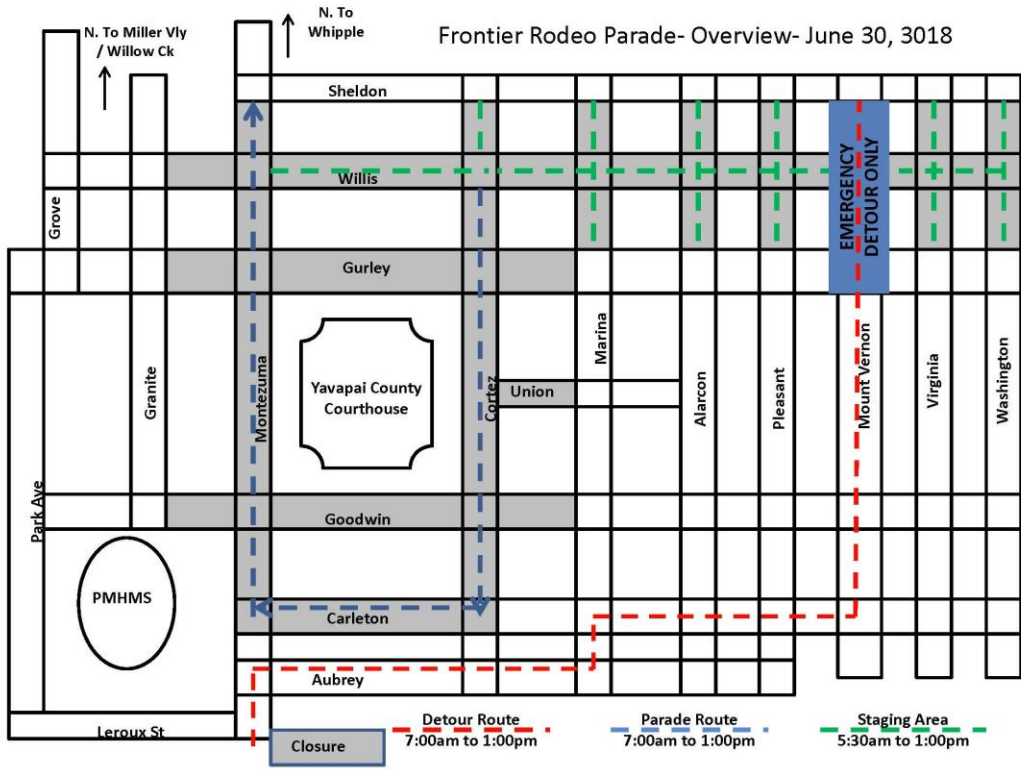 N. To Miller Vly
/ Willow Ck
N. To
Whipple
Frontier Rodeo Parade- Overview- June 30, 3018
Sheldon
Willis
Grove
Gurley
EMERGENCY
DETOUR ONLY
Granite
Montezuma
Yavapai County
Courthouse
Cortez
Union
Marina
Alarcon
Pleasant
Mount Vernon
Virginia
Washington
Park Ave
Goodwin
PMHMS
Carleton
Aubrey
Leroux St
Closure
Detour Route
7:00am to 1:00pm
Parade Route
7:00am to 1:00pm
Staging Area
5:30am to 1:00pm